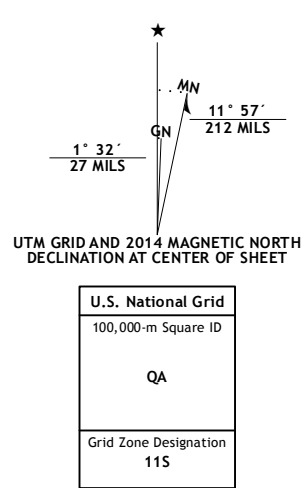 MN
11° 57´
212 MILS
GN
1° 32´
27 MILS
UTM GRID AND 2014 MAGNETIC NORTH
DECLINATION AT CENTER OF SHEET
U.S. National Grid
100,000-m Square ID
QA
Grid Zone Designation
11S